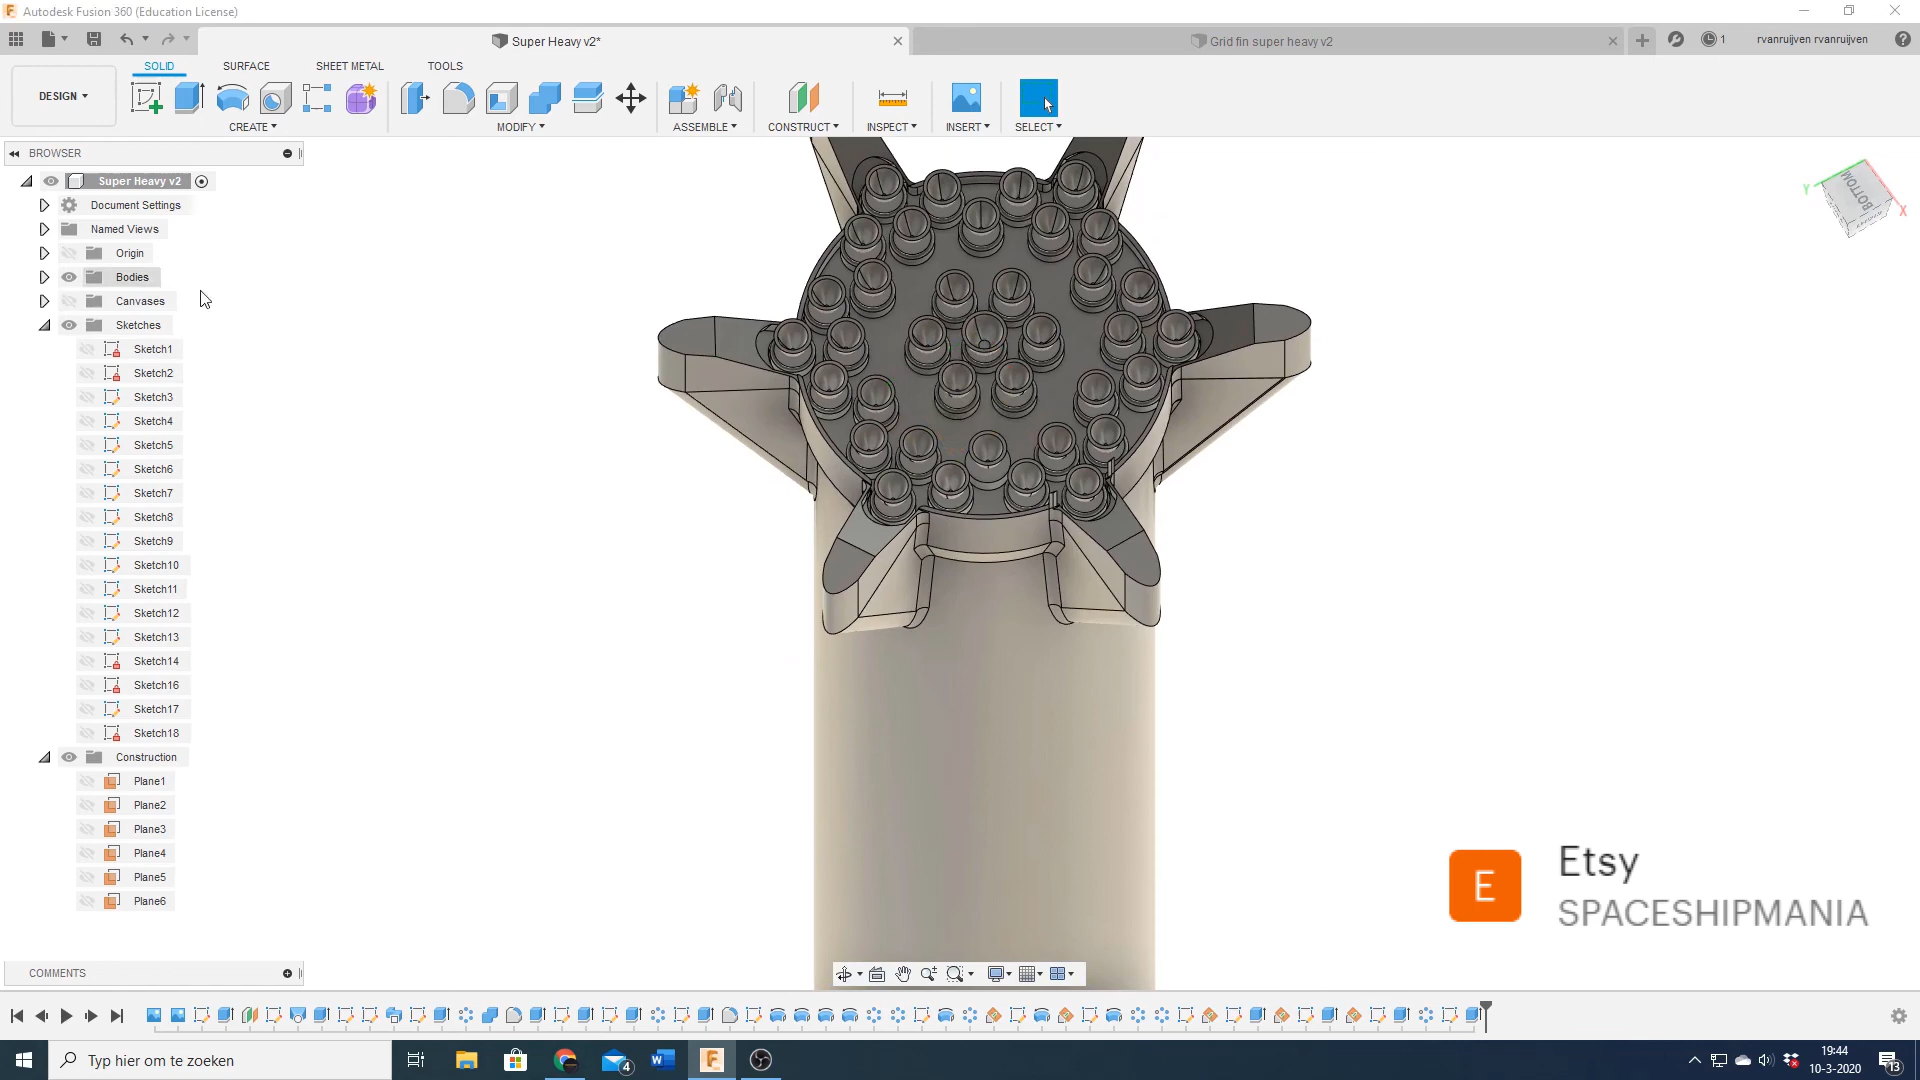 Autodesk Fusion 360 (Education License)
Super Heavy v2*
Grid fin super heavy v2
1
rvanruijven rvanruijven
SOLID
SURFACE
SHEET METAL
TOOLS
DESIGN
CREATE
MODIFY
ASSEMBLE
CONSTRUCT
INSPECT
INSERT
SELECT
BROWSER
Super Heavy v2
Document Settings
Named Views
Origin
Bodies
Canvases
Sketches
Sketch1
Sketch2
Sketch3
Sketch4
Sketch5
Sketch6
Sketch7
Sketch8
Sketch9
Sketch10
Sketch11
Sketch12
Sketch13
Sketch14
Sketch16
Sketch17
Sketch18
Construction
Plane1
Plane2
Plane3
Plane4
Plane5
Plane6
BOTTOM
Y
X
E
Etsy
SPACESHIPMANIA
COMMENTS
Typ hier om te zoeken
4
19:44
10-3-2020
13